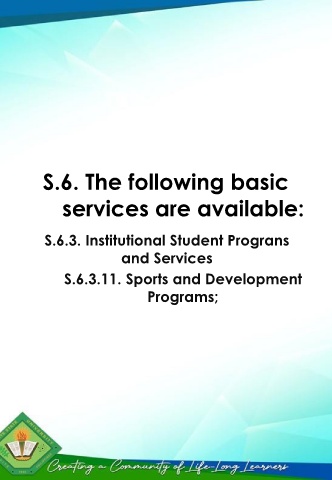 S.6. The following basic
services are available:
S.6.3. Institutional Student Prograns
and Services
S.6.3.11. Sports and Development
Programs;
Creating a Community of Life-Long Learners